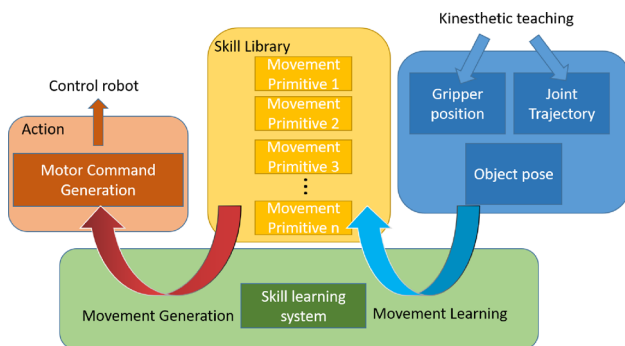 Kinesthetic teaching
Skill Library
Movement
Primitive 1
Movement
Primitive 2
Movement
Primitive 3
Movement
Primitive n
Control robot
Action
Motor Command
Generation
Gripper
position
Joint
Trajectory
Object pose
Movement Generation
Skill learning
system
Movement Learning